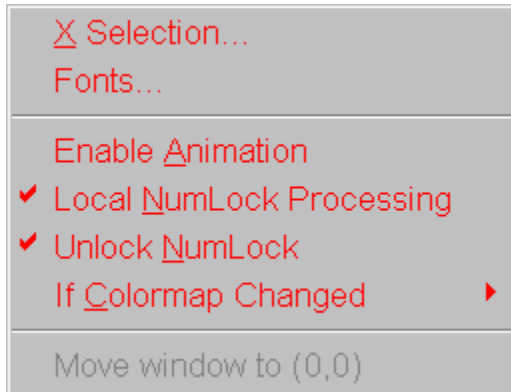 X Selection...
Fonts...
Enable Animation
Local NumLock Processing
Unlock NumLock
If Colormap Changed
Move window to (0,0)